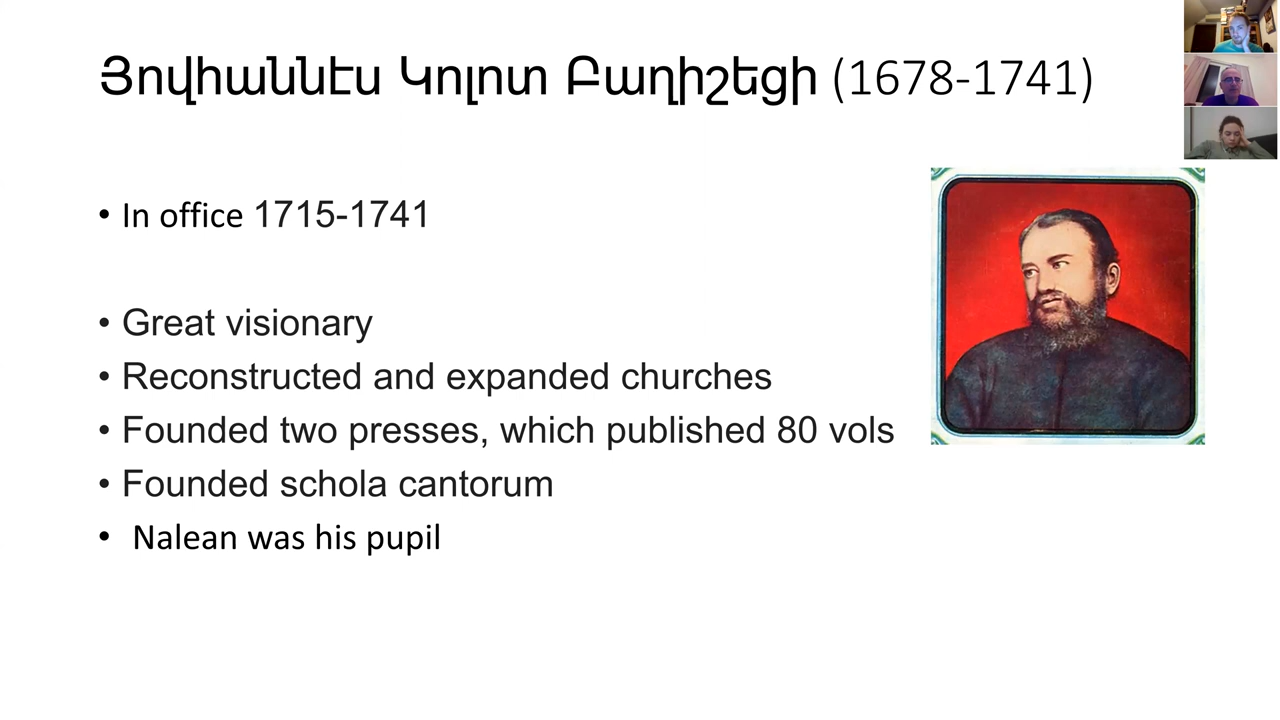 Յովհաննէս Կոլոտ Բաղիշեցի (1678-1741)
• In office 1715-1741
• Great visionary
• Reconstructed and expanded churches
• Founded two presses, which published 80 vols
• Founded schola cantorum
• Nalean was his pupil